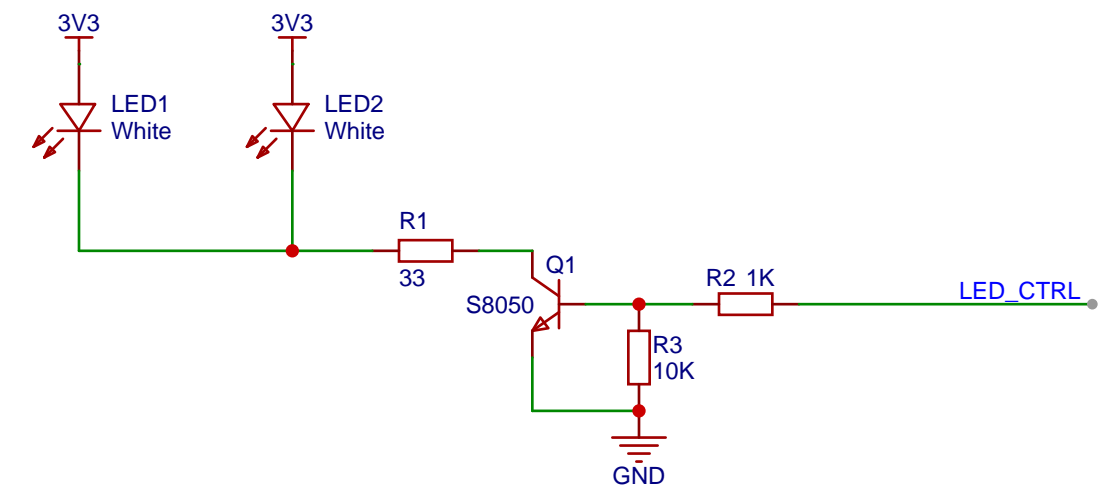 3V3
3V3
LED1
White
LED2
White
R1
33
Q1
S8050
R2 1K
LED_CTRL
R3
10K
GND